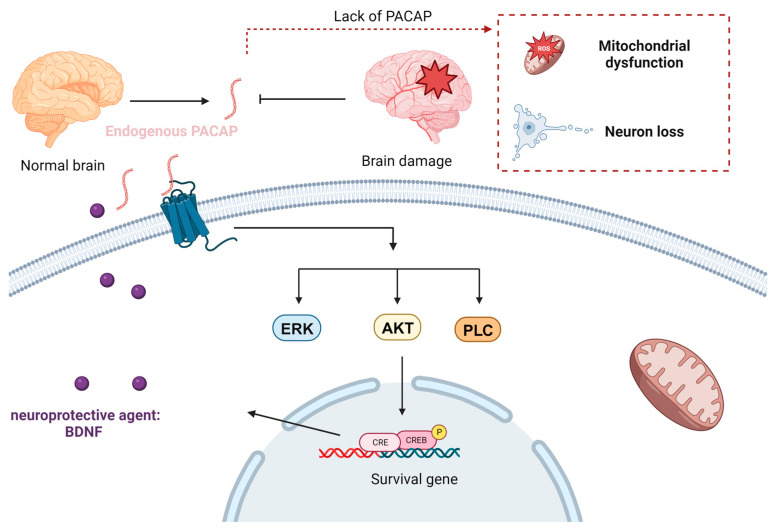 Lack of PACAP
ROS
Mitochondrial
dysfunction
Endogenous PACAP
Neuron loss
Normal brain
Brain damage
ERK
AKT
PLC
neuroprotective agent:
BDNF
P
CRE
CREB
Survival gene